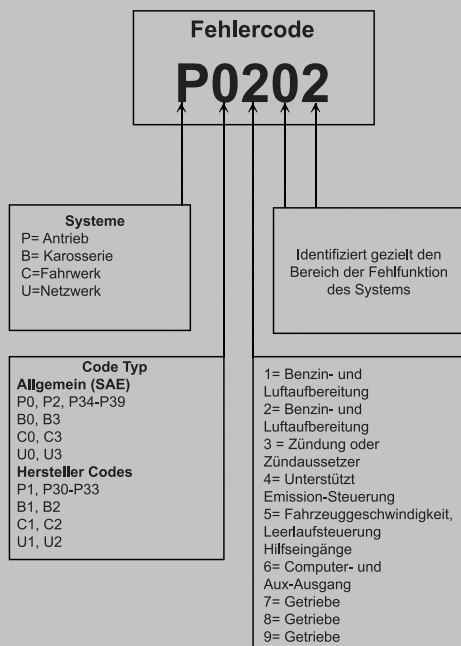 Fehlercode
P0202
Systeme
P= Antrieb
B= Karosserie
C=Fahrwerk
U=Netzwerk
Identifiziert gezielt den
Bereich der Fehlfunktion
des Systems
Code Typ
Allgemein (SAE)
P0, P2, P34-P39
B0, B3
C0, C3
U0, U3
Hersteller Codes
P1, P30-P33
B1, B2
C1, C2
U1, U2
1= Benzin- und
Luftaufbereitung
2= Benzin- und
Luftaufbereitung
3 = Zündung oder
Zündaussetzer
4= Unterstützt
Emission-Steuerung
5= Fahrzeuggeschwindigkeit,
Leerlaufsteuerung
Hilfseingänge
6= Computer- und
Aux-Ausgang
7= Getriebe
8= Getriebe
9= Getriebe